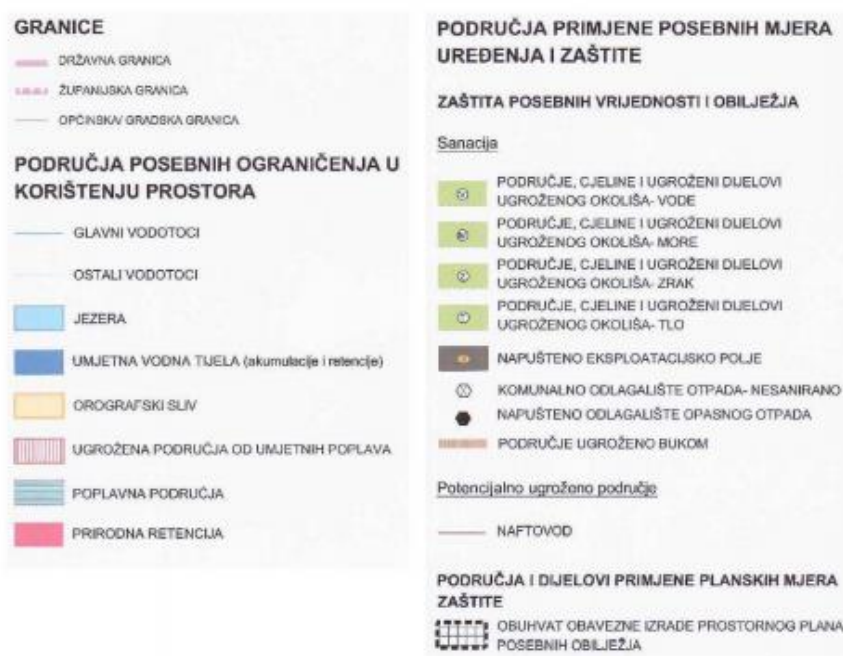 GRANICE
DRŽAVNA GRANICA
ŽUPANIJSKA GRANICA
OPĆINSKA/ GRADSKA GRANICA
PODRUČJA POSEBNIH OGRANIČENJA U
KORIŠTENJU PROSTORA
GLAVNI VODOTOCI
OSTALI VODOTOCI
JEZERA
UMJETNA VODNA TIJELA (akumulacije i retencije)
OROGRAFSKI SLIV
UGROŽENA PODRUČJA OD UMJETNIH POPLAVA
POPLAVNA PODRUČJA
PRIRODNA RETENCIJA
PODRUČJA PRIMJENE POSEBNIH MJERA
UREĐENJA I ZAŠTITE
ZAŠTITA POSEBNIH VRIJEDNOSTI I OBILJEŽJA
Sanacija
PODRUČJE, CJELINE I UGROŽENI DIJELOVI
UGROŽENOG OKOLIŠA- VODE
PODRUČJE, CJELINE I UGROŽENI DIJELOVI
UGROŽENOG OKOLIŠA- MORE
PODRUČJE, CJELINE I UGROŽENI DIJELOVI
UGROŽENOG OKOLIŠA- ZRAK
PODRUČJE, CJELINE I UGROŽENI DIJELOVI
UGROŽENOG OKOLIŠA- TLO
NAPUŠTENO EKSPLOATACIJSKO POLJE
KOMUNALNO ODLAGALIŠTE OTPADA- NESANIRANO
NAPUŠTENO ODLAGALIŠTE OPASNOG OTPADA
PODRUČJE UGROŽENO BUKOM
Potencijalno ugroženo područje
NAFTOVOD
PODRUČJA I DIJELOVI PRIMJENE PLANSKIH MJERA
ZAŠTITE
OBUHVAT OBAVEZNE IZRADE PROSTORNOG PLANA
POSEBNIH OBILJEŽJA